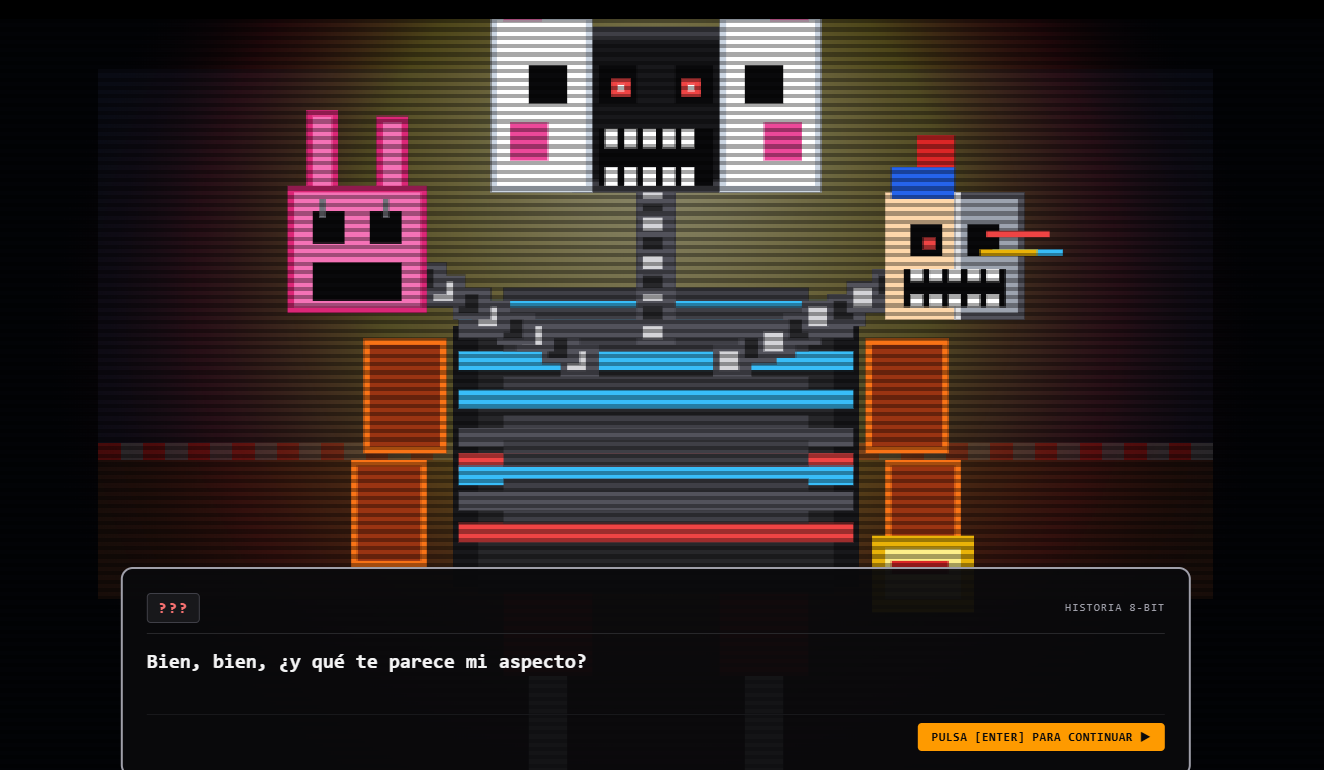 ???
HISTORIA 8-BIT
Bien, bien, ¿y qué te parece mi aspecto?
PULSA [ENTER] PARA CONTINUAR ▶